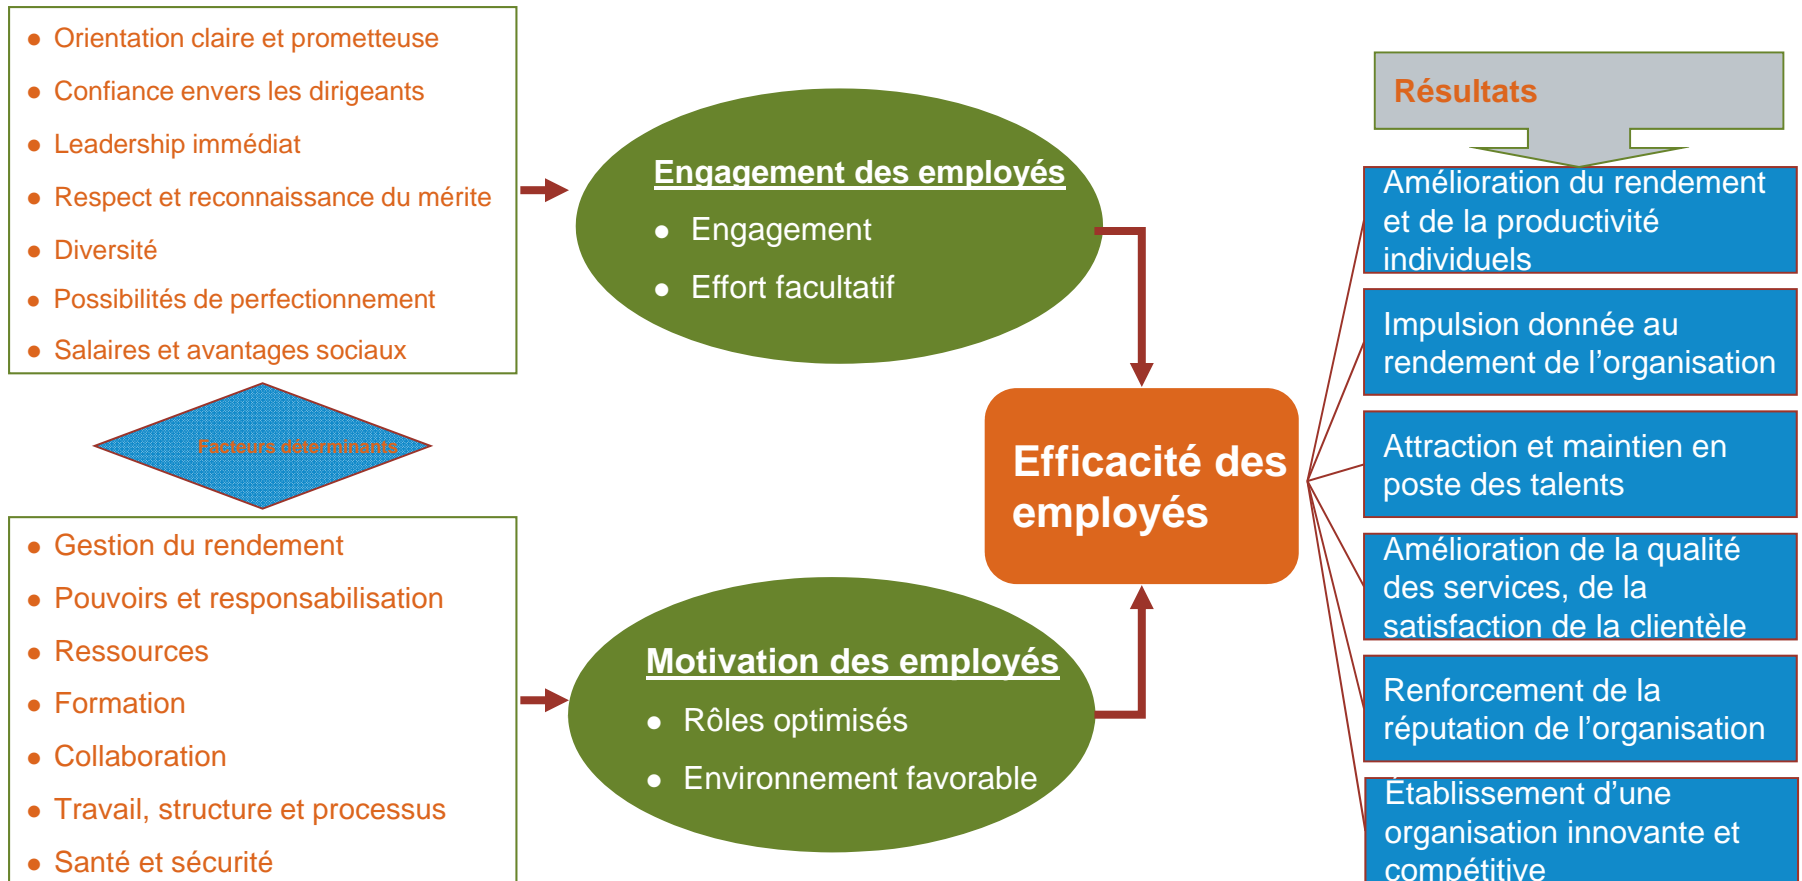 ● Orientation claire et prometteuse
● Confiance envers les dirigeants
● Leadership immédiat
● Respect et reconnaissance du mérite
● Diversité
● Possibilités de perfectionnement
● Salaires et avantages sociaux
Facteurs déterminants
● Gestion du rendement
● Pouvoirs et responsabilisation
● Ressources
● Formation
● Collaboration
● Travail, structure et processus
● Santé et sécurité
Engagement des employés
● Engagement
● Effort facultatif
Motivation des employés
● Rôles optimisés
● Environnement favorable
Efficacité des
employés
Résultats
Amélioration du rendement
et de la productivité
individuels
Impulsion donnée au
rendement de l’organisation
Attraction et maintien en
poste des talents
Amélioration de la qualité
des services, de la
satisfaction de la clientèle
Renforcement de la
réputation de l’organisation
Établissement d’une
organisation innovante et
compétitive